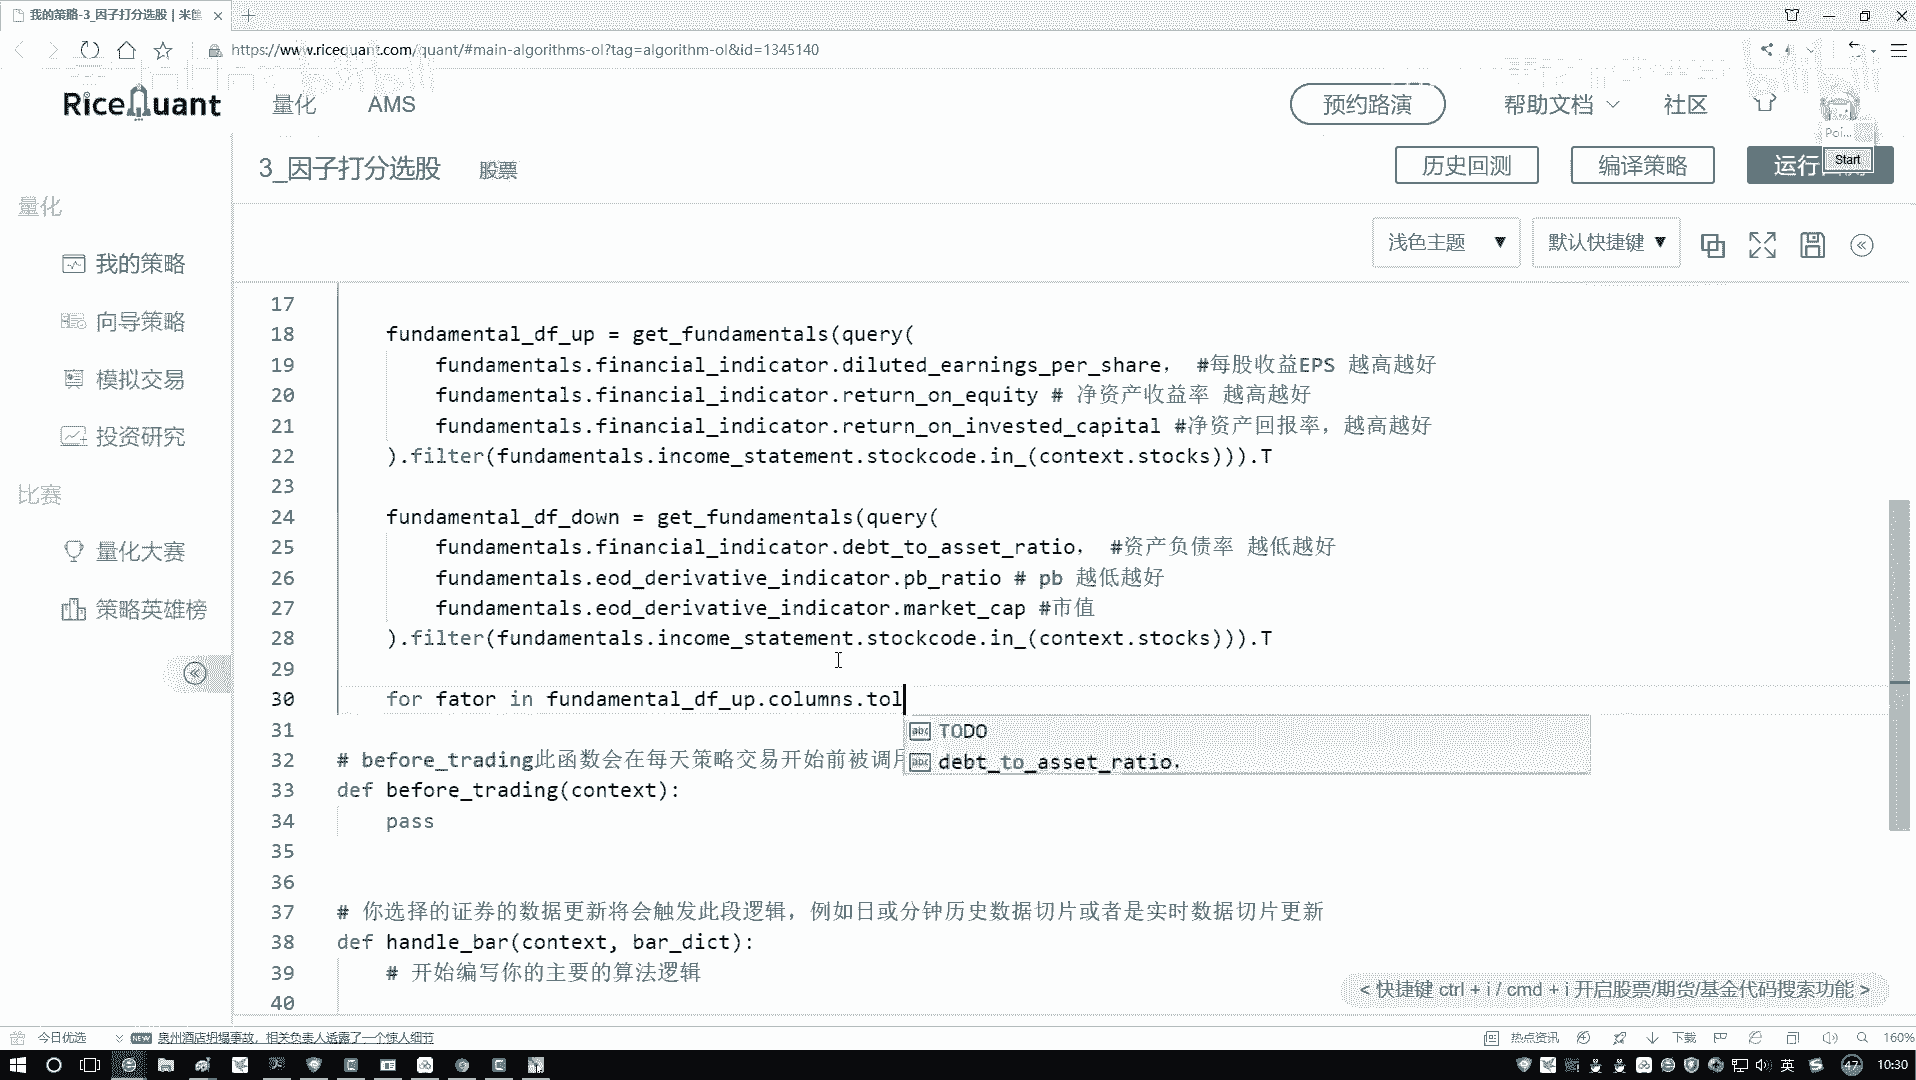 我的策略-3_因子打分选股 | 米筐
https://www.ricequant.com/quant/#main-algorithms-ol?tag=algorithm-ol&id=1345140
RiceQuant
量化
AMS
预约路演
帮助文档
社区
Poi...
Start
3_因子打分选股
股票
历史回测
编译策略
运行回测
量化
我的策略
向导策略
模拟交易
投资研究
比赛
量化大赛
策略英雄榜
浅色主题
默认快捷键
17
18 fundamental_df_up = get_fundamentals(query(
19 fundamentals.financial_indicator.diluted_earnings_per_share， #每股收益EPS 越高越好
20 fundamentals.financial_indicator.return_on_equity # 净资产收益率 越高越好
21 fundamentals.financial_indicator.return_on_invested_capital #净资产回报率，越高越好
22 ).filter(fundamentals.income_statement.stockcode.in_(context.stocks))).T
23
24 fundamental_df_down = get_fundamentals(query(
25 fundamentals.financial_indicator.debt_to_asset_ratio， #资产负债率 越低越好
26 fundamentals.eod_derivative_indicator.pb_ratio # pb 越低越好
27 fundamentals.eod_derivative_indicator.market_cap #市值
28 ).filter(fundamentals.income_statement.stockcode.in_(context.stocks))).T
29
30 for fator in fundamental_df_up.columns.tol
31
abc TODO
32 # before_trading此函数会在每天策略交易开始前被调用
abc debt_to_asset_ratio，
33 def before_trading(context):
34 pass
35
36
37 # 你选择的证券的数据更新将会触发此段逻辑，例如日或分钟历史数据切片或者是实时数据切片更新
38 def handle_bar(context, bar_dict):
39 # 开始编写你的主要的算法逻辑
40
< 快捷键 ctrl + i / cmd + i 开启股票/期货/基金代码搜索功能 >
今日优选
NEW 泉州酒店坍塌事故，相关负责人透露了一个惊人细节
热点资讯
下载
160%
英
47
10:30